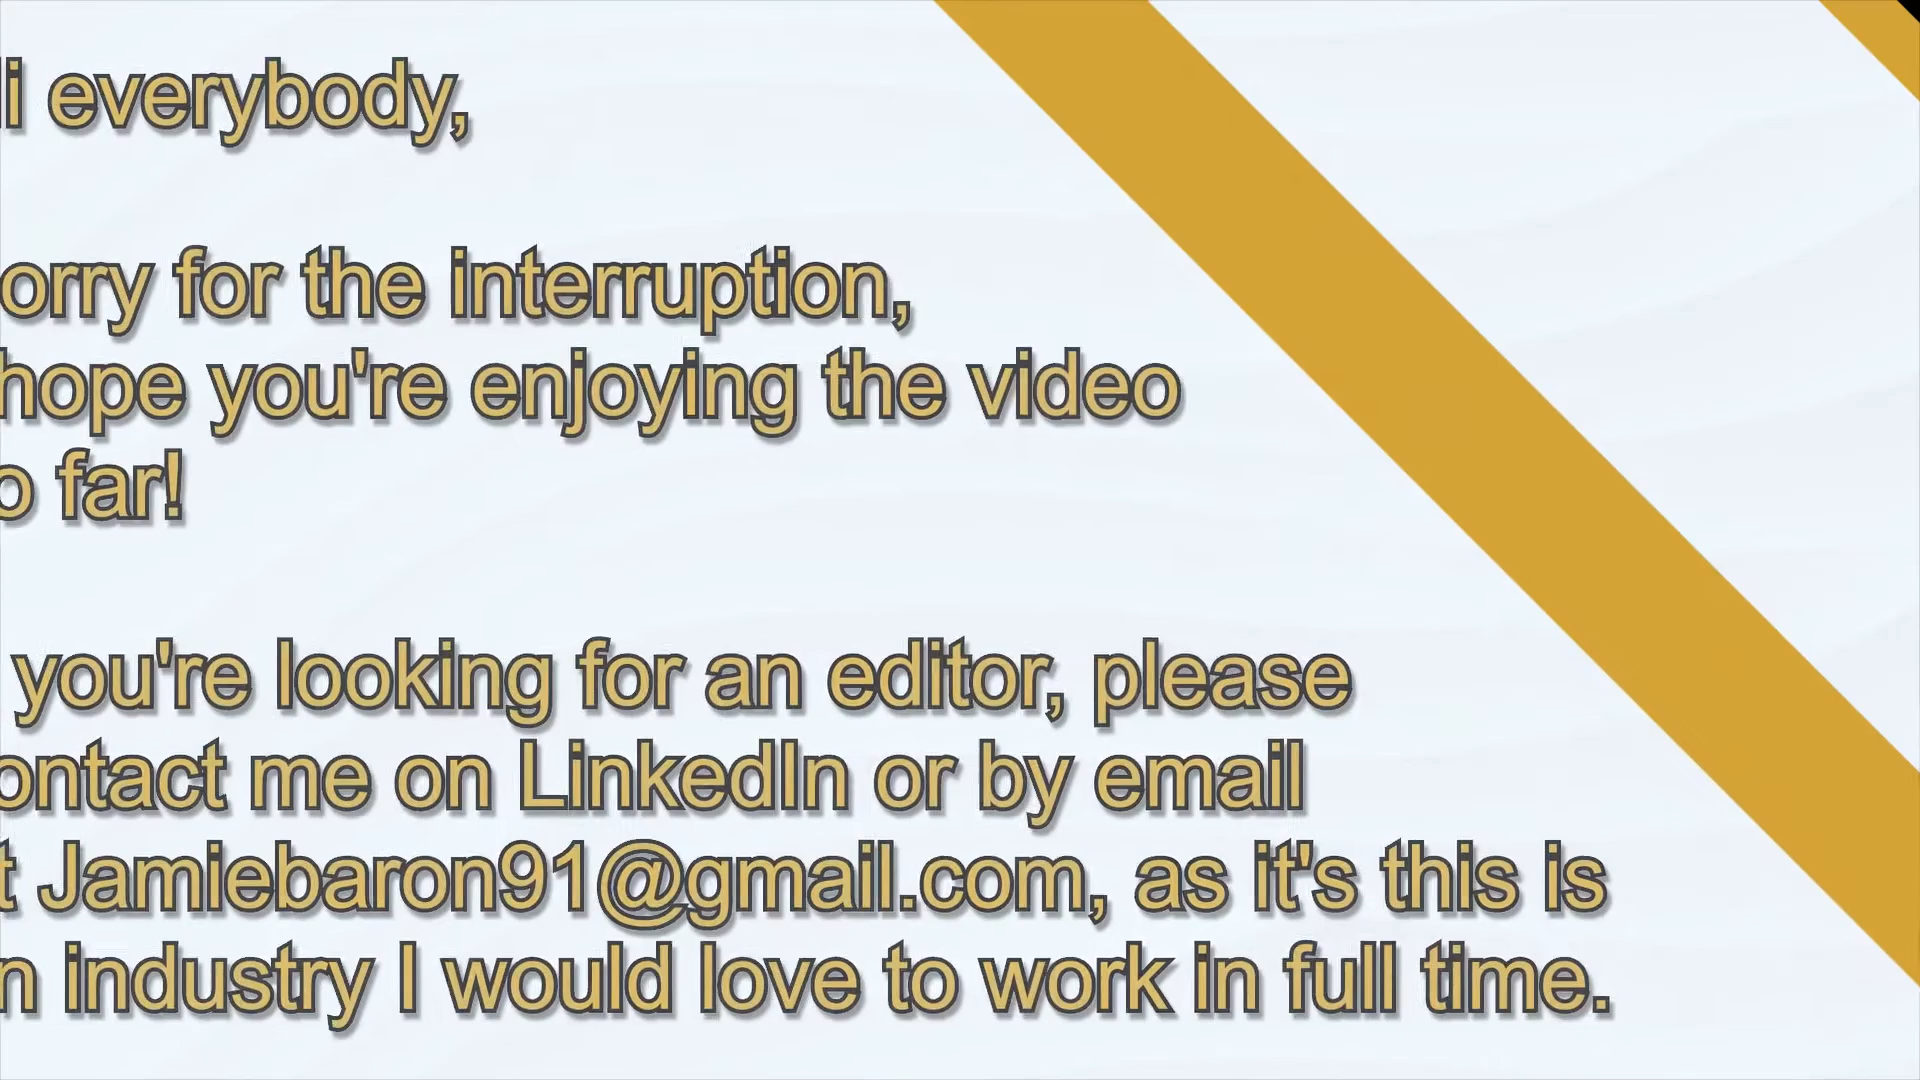 i everybody,
orry for the interruption,
hope you're enjoying the video
o far!
you're looking for an editor, please
ontact me on LinkedIn or by email
t Jamiebaron91@gmail.com, as it's this is
n industry I would love to work in full time.